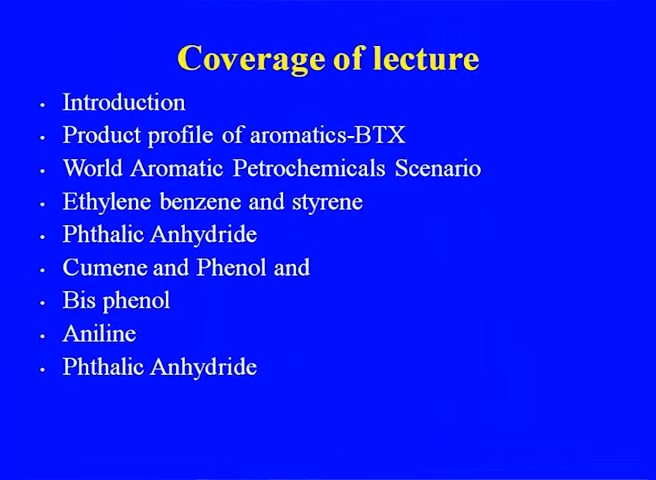 Coverage of lecture
• Introduction
• Product profile of aromatics-BTX
• World Aromatic Petrochemicals Scenario
• Ethylene benzene and styrene
• Phthalic Anhydride
• Cumene and Phenol and
• Bis phenol
• Aniline
• Phthalic Anhydride